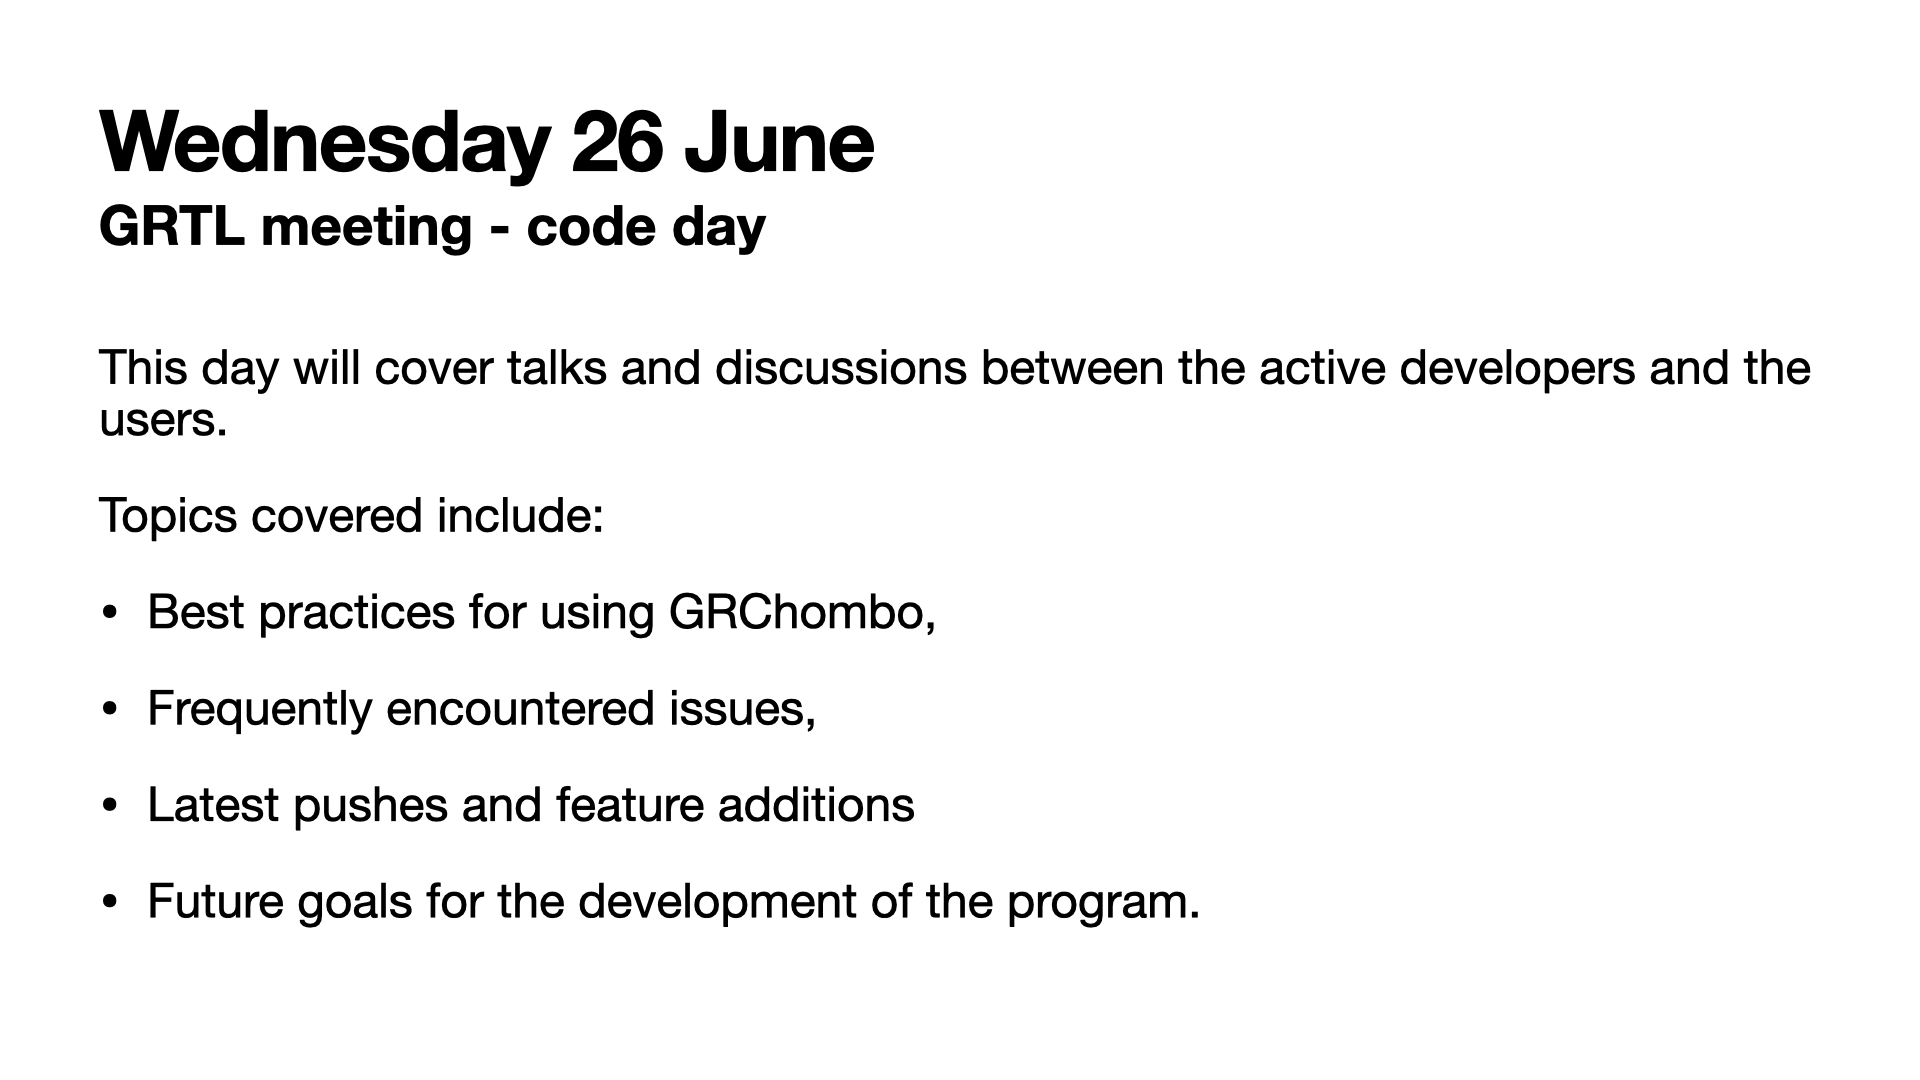 Wednesday 26 June
GRTL meeting - code day
This day will cover talks and discussions between the active developers and the
users.
Topics covered include:
• Best practices for using GRChombo,
• Frequently encountered issues,
• Latest pushes and feature additions
• Future goals for the development of the program.